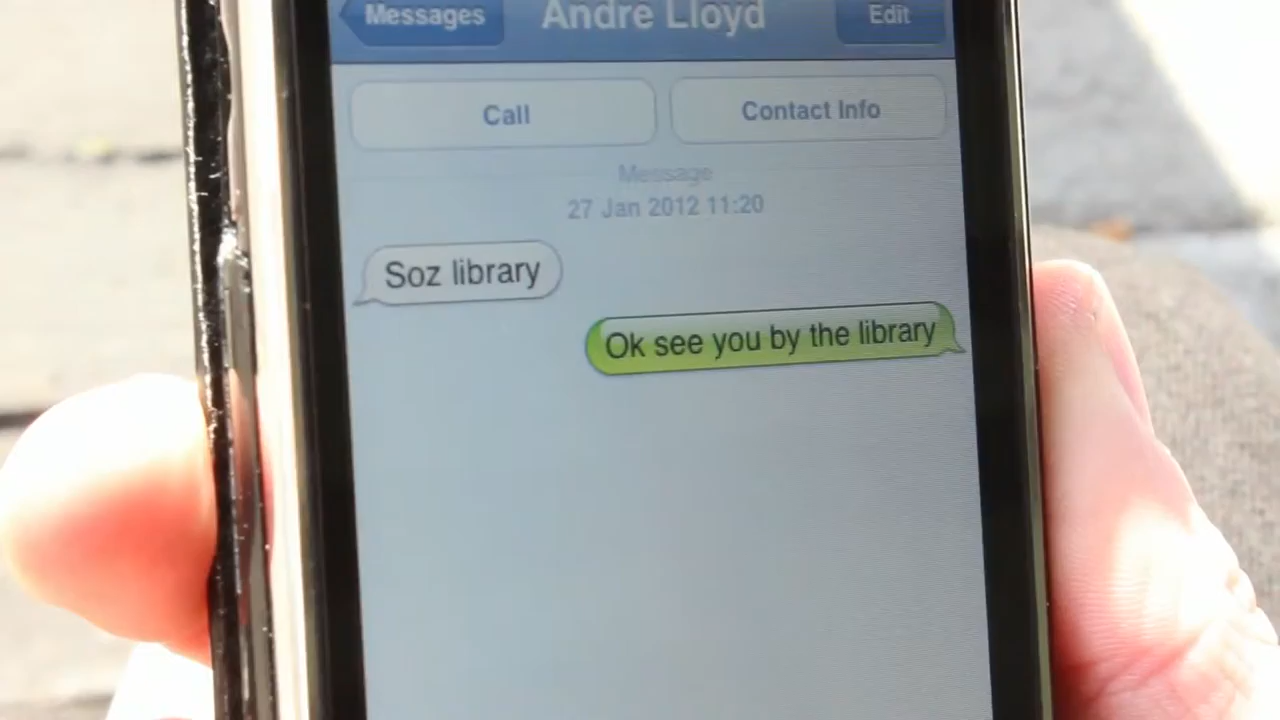 Messages
Andre Lloyd
Edit
Call
Contact Info
Message
27 Jan 2012 11:20
Soz library
Ok see you by the library